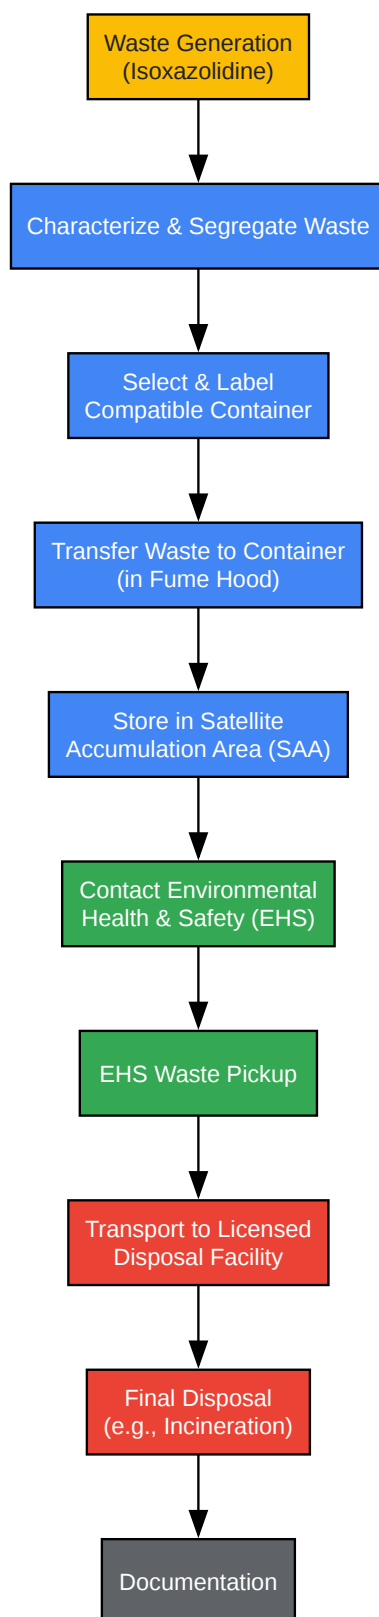 Waste Generation
(Isoxazolidine)
Characterize & Segregate Waste
Select & Label
Compatible Container
Transfer Waste to Container
(in Fume Hood)
Store in Satellite
Accumulation Area (SAA)
Contact Environmental
Health & Safety (EHS)
EHS Waste Pickup
Transport to Licensed
Disposal Facility
Final Disposal
(e.g., Incineration)
Documentation